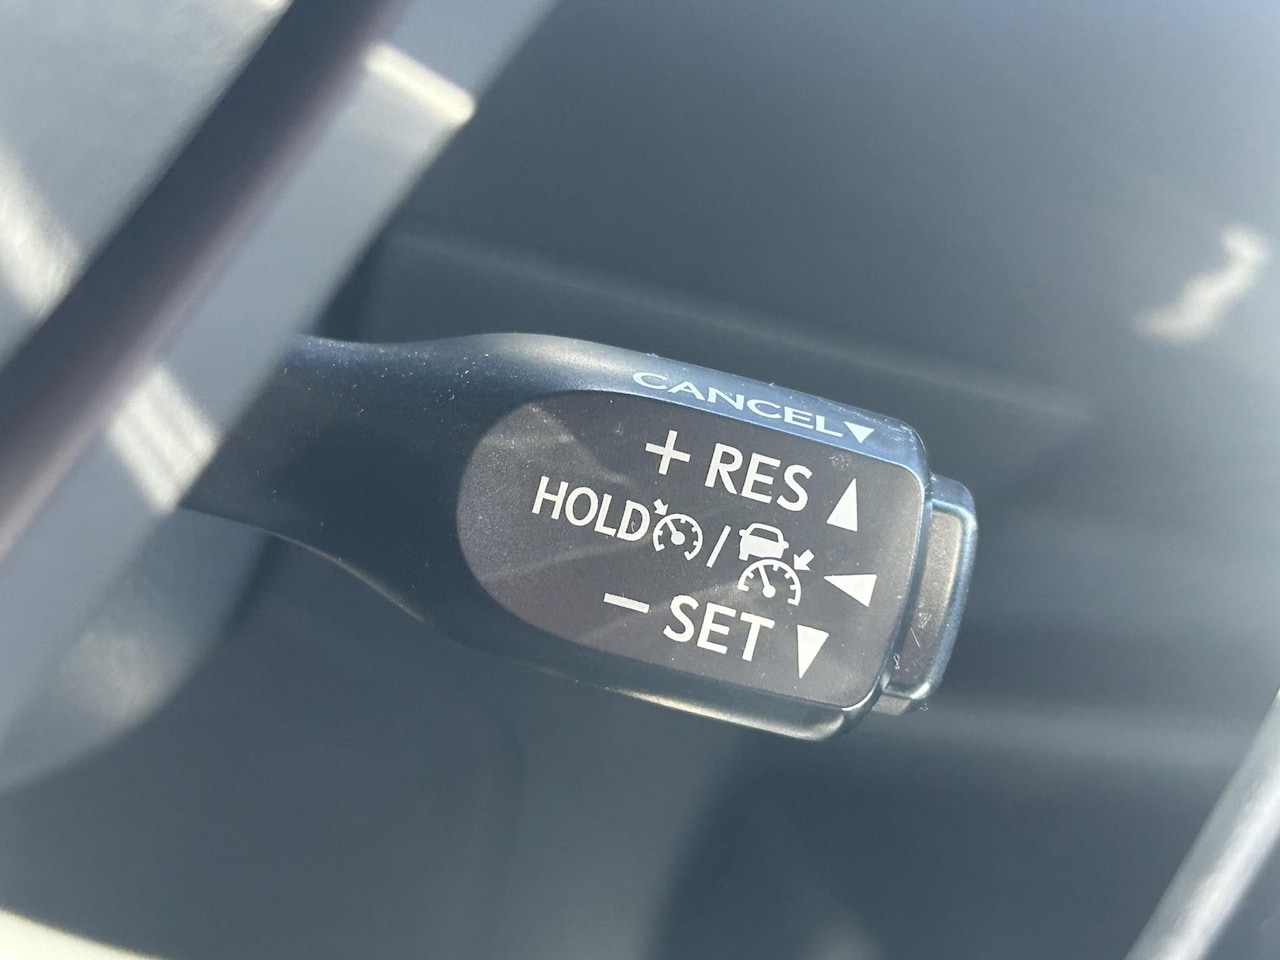 CANCEL▼
+ RES ▲
HOLD / ◀
− SET ▼